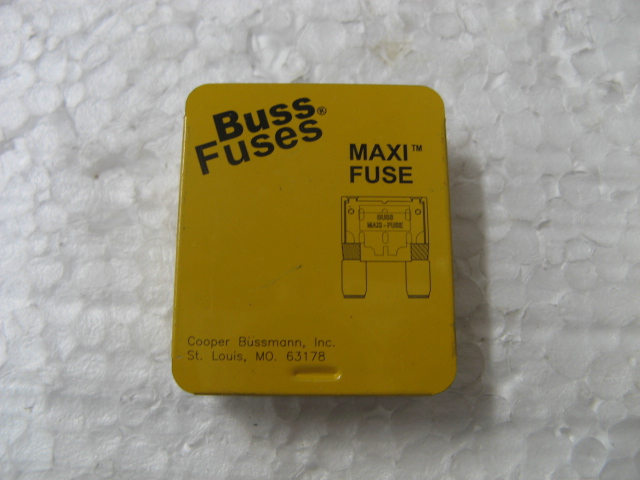 Buss®
Fuses
MAXI™
FUSE
BUSS
MAXI-FUSE
Cooper Bussmann, Inc.
St. Louis, MO. 63178